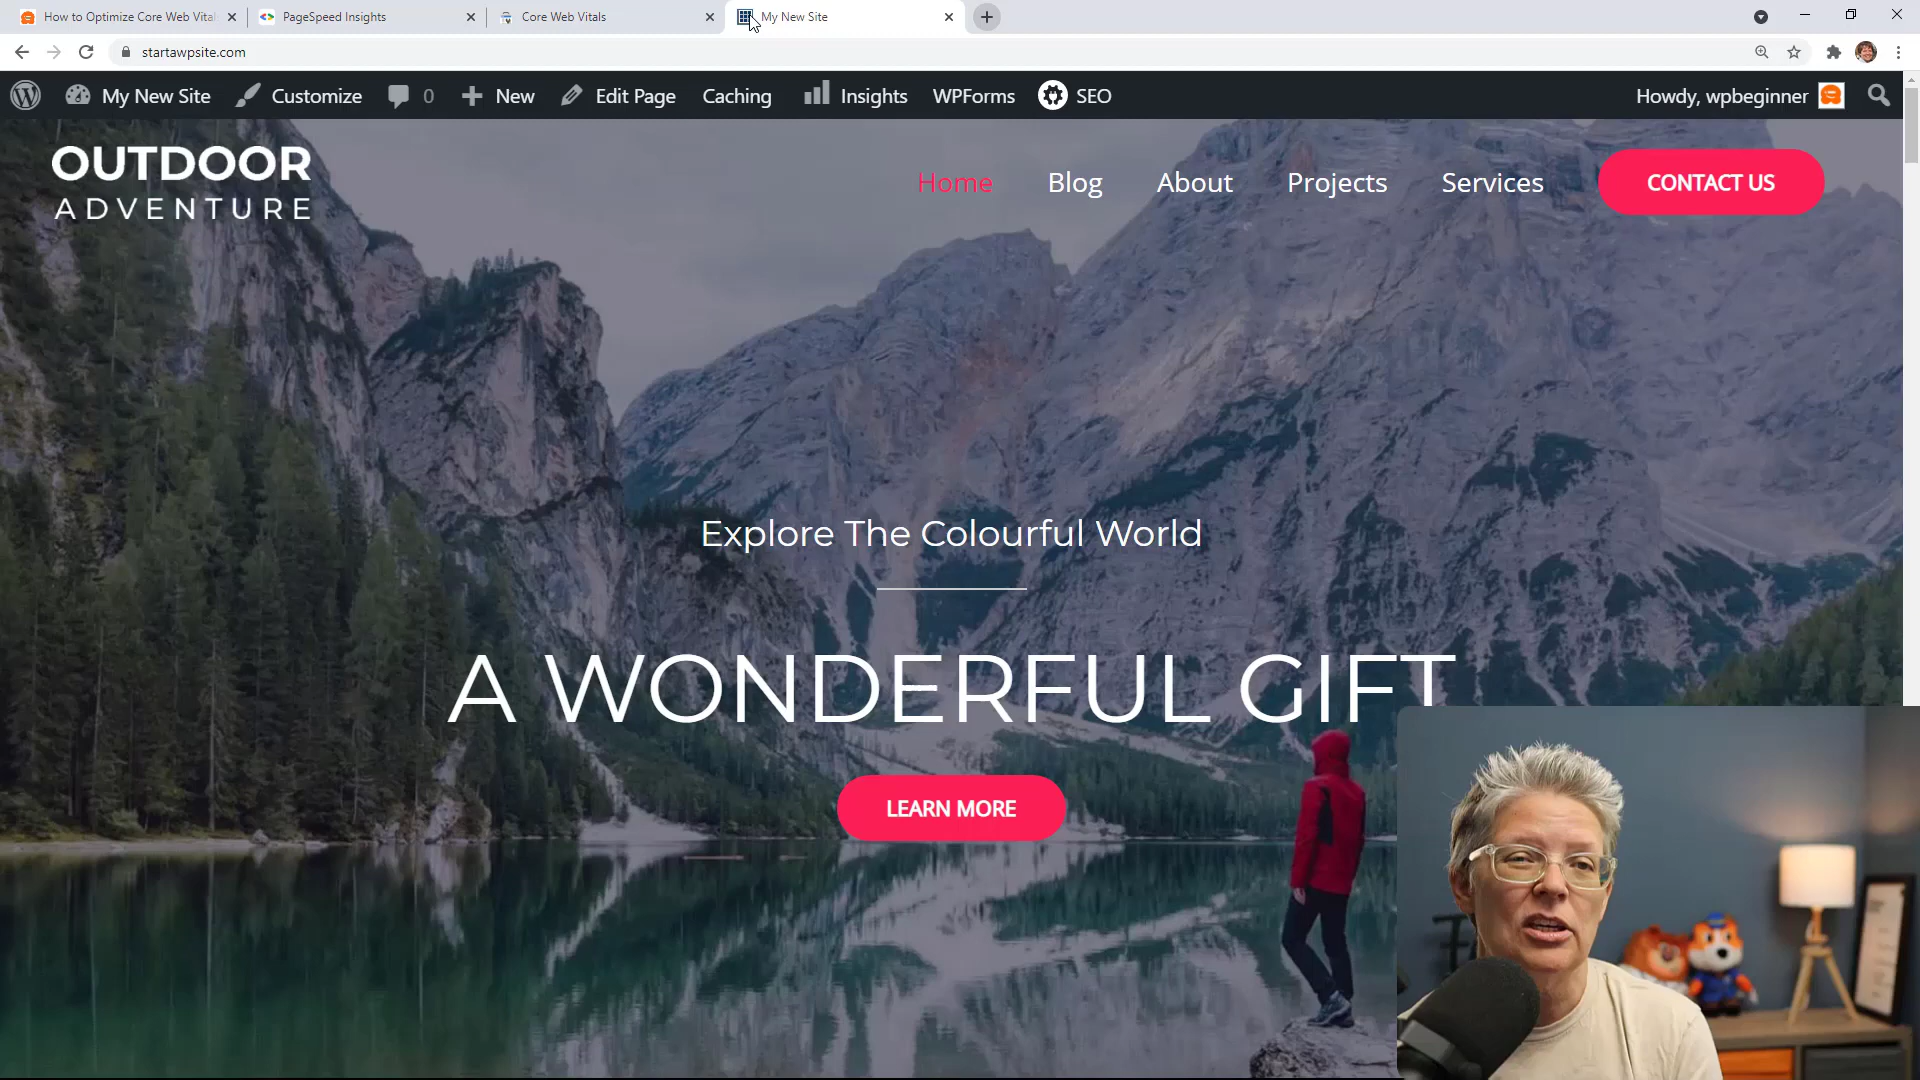 How to Optimize Core Web Vital
PageSpeed Insights
Core Web Vitals
My New Site
startawpsite.com
My New Site
Customize
0
New
Edit Page
Caching
Insights
WPForms
SEO
Howdy, wpbeginner
OUTDOOR
ADVENTURE
Home
Blog
About
Projects
Services
CONTACT US
Explore The Colourful World
A WONDERFUL GIFT
LEARN MORE